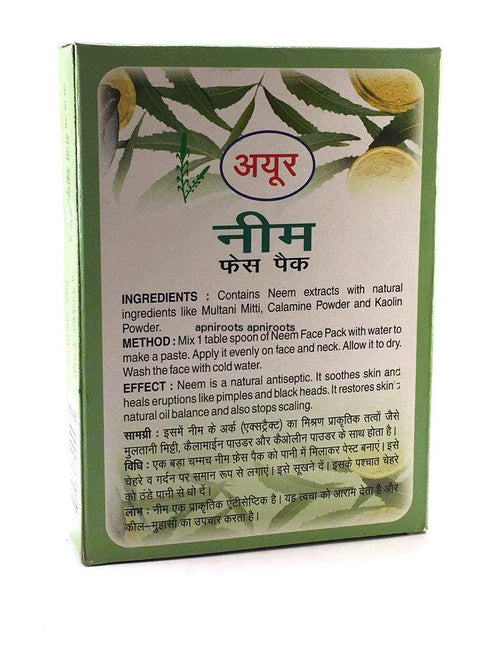 अयूर
नीम
फेस पैक
INGREDIENTS : Contains Neem extracts with natural
ingredients like Multani Mitti, Calamine Powder and Kaolin
Powder. apniroots apniroots
METHOD : Mix 1 table spoon of Neem Face Pack with water to
make a paste. Apply it evenly on face and neck. Allow it to dry.
Wash the face with cold water.
EFFECT : Neem is a natural antiseptic. It soothes skin and
heals eruptions like pimples and black heads. It restores skin's
natural oil balance and also stops scaling.
सामग्री : इसमें नीम के अर्क (एक्सट्रैक्ट) का मिश्रण प्राकृतिक तत्वों जैसे
मुलतानी मिट्टी, कैलामाईन पाउडर और कैओलीन पाउडर के साथ होता है।
विधि : एक बड़ा चम्मच नीम फ़ेस पैक को पानी में मिलाकर पेस्ट बनाएं। इसे
चेहरे व गर्दन पर समान रूप से लगाएं। इसे सूखने दें। इसके पश्चात चेहरे
को ठंडे पानी से धो दें।
लाभ : नीम एक प्राकृतिक एंटीसेप्टिक है। यह त्वचा को आराम देता है और
कील–मुहासों का उपचार करता है।